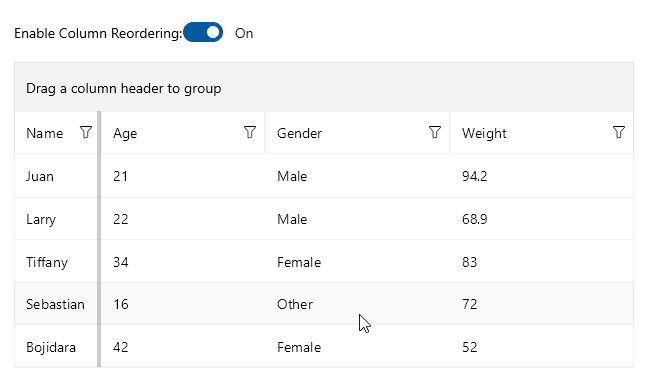 Enable Column Reordering: On
Drag a column header to group
Name Age Gender Weight
Juan 21 Male 94.2
Larry 22 Male 68.9
Tiffany 34 Female 83
Sebastian 16 Other 72
Bojidara 42 Female 52